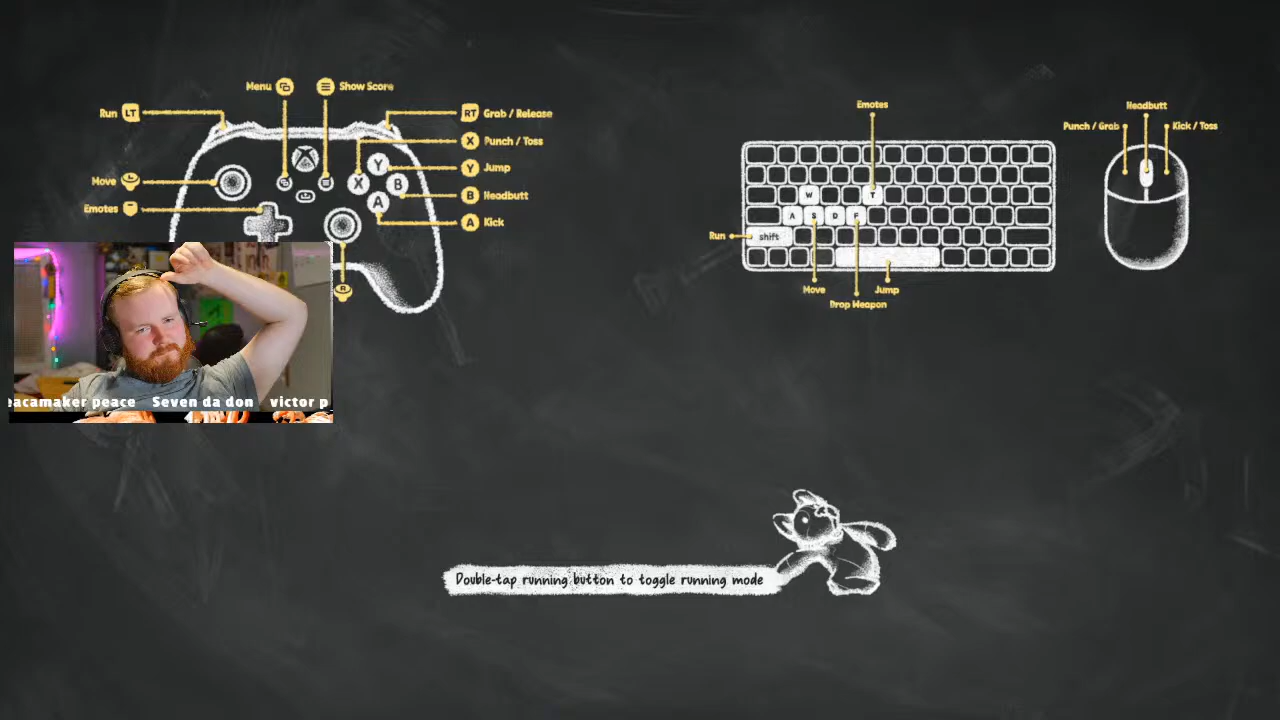 Menu
Show Score
Run LT
RT Grab / Release
X Punch / Toss
Y Jump
Move L
B Headbutt
Emotes
A Kick
Y
X
B
A
R
Emotes
Headbutt
Punch / Grab
Kick / Toss
W
T
A S D F
Run
shift
Move
Jump
Drop Weapon
eacamaker peace Seven da don victor p
Double-tap running button to toggle running mode